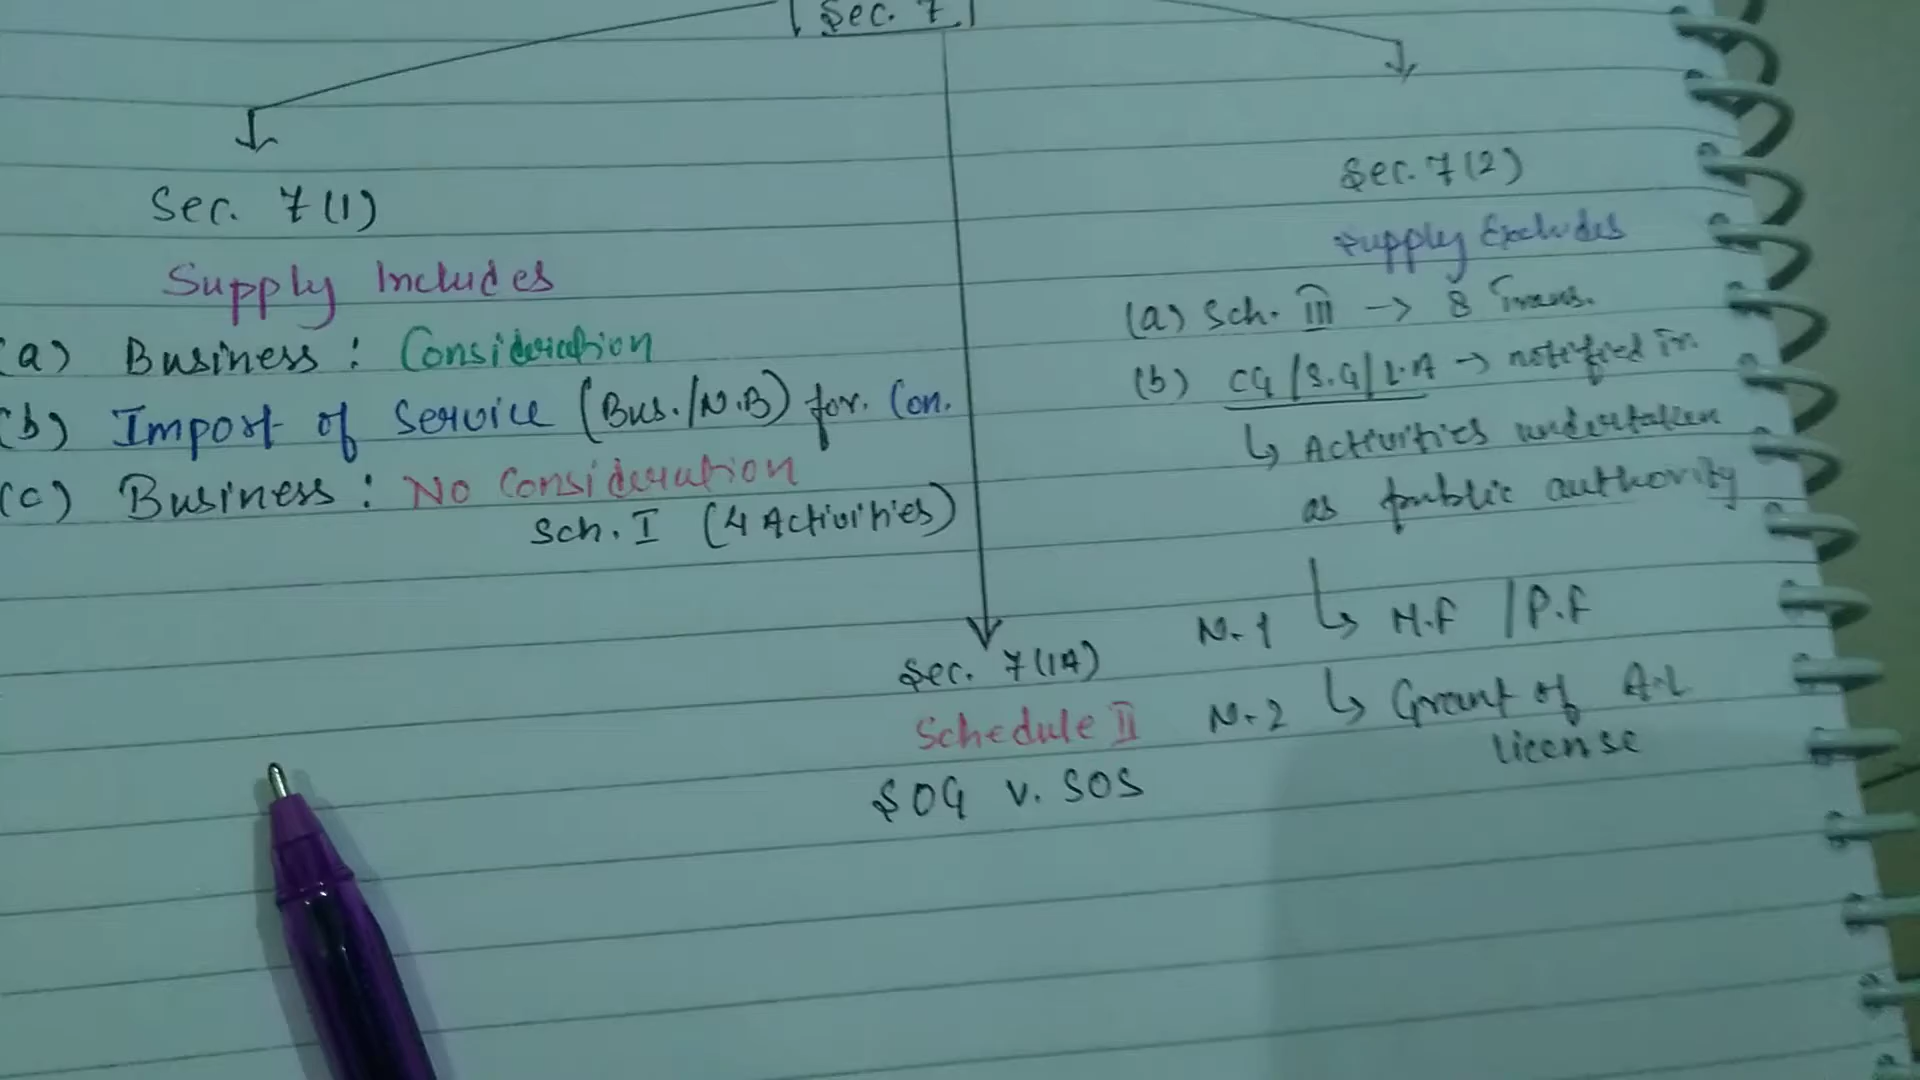 Sec. 7
Sec. 7(1)
Supply Includes
(a) Business : Consideration
(b) Import of Service (Bus./N.B) for. Con.
(c) Business : No Consideration
Sch. I (4 Activities)
Sec. 7(1A)
Schedule II
SOG v. SOS
Sec. 7(2)
Supply Excludes
(a) Sch. III → 8 Trans.
(b) CG/S.G/L.A → notified in
↳ Activities undertaken
as public authority
N.1 ↳ M.F / P.F
N.2 ↳ Grant of A.L
License